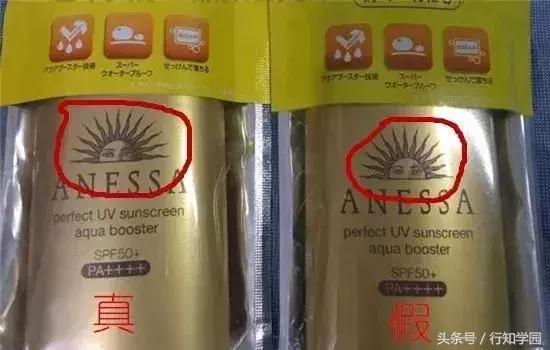 アクアブースター技術
スーパー
ウオータープルーフ
せっけんで落ちる
アクアブースター技術
スーパー
ウオータープルーフ
せっけんで落ちる
ANESSA
perfect UV sunscreen
aqua booster
SPF50+
PA++++
真
ANESSA
perfect UV sunscreen
aqua booster
SPF50+
PA++++
假
头条号 / 行知学园